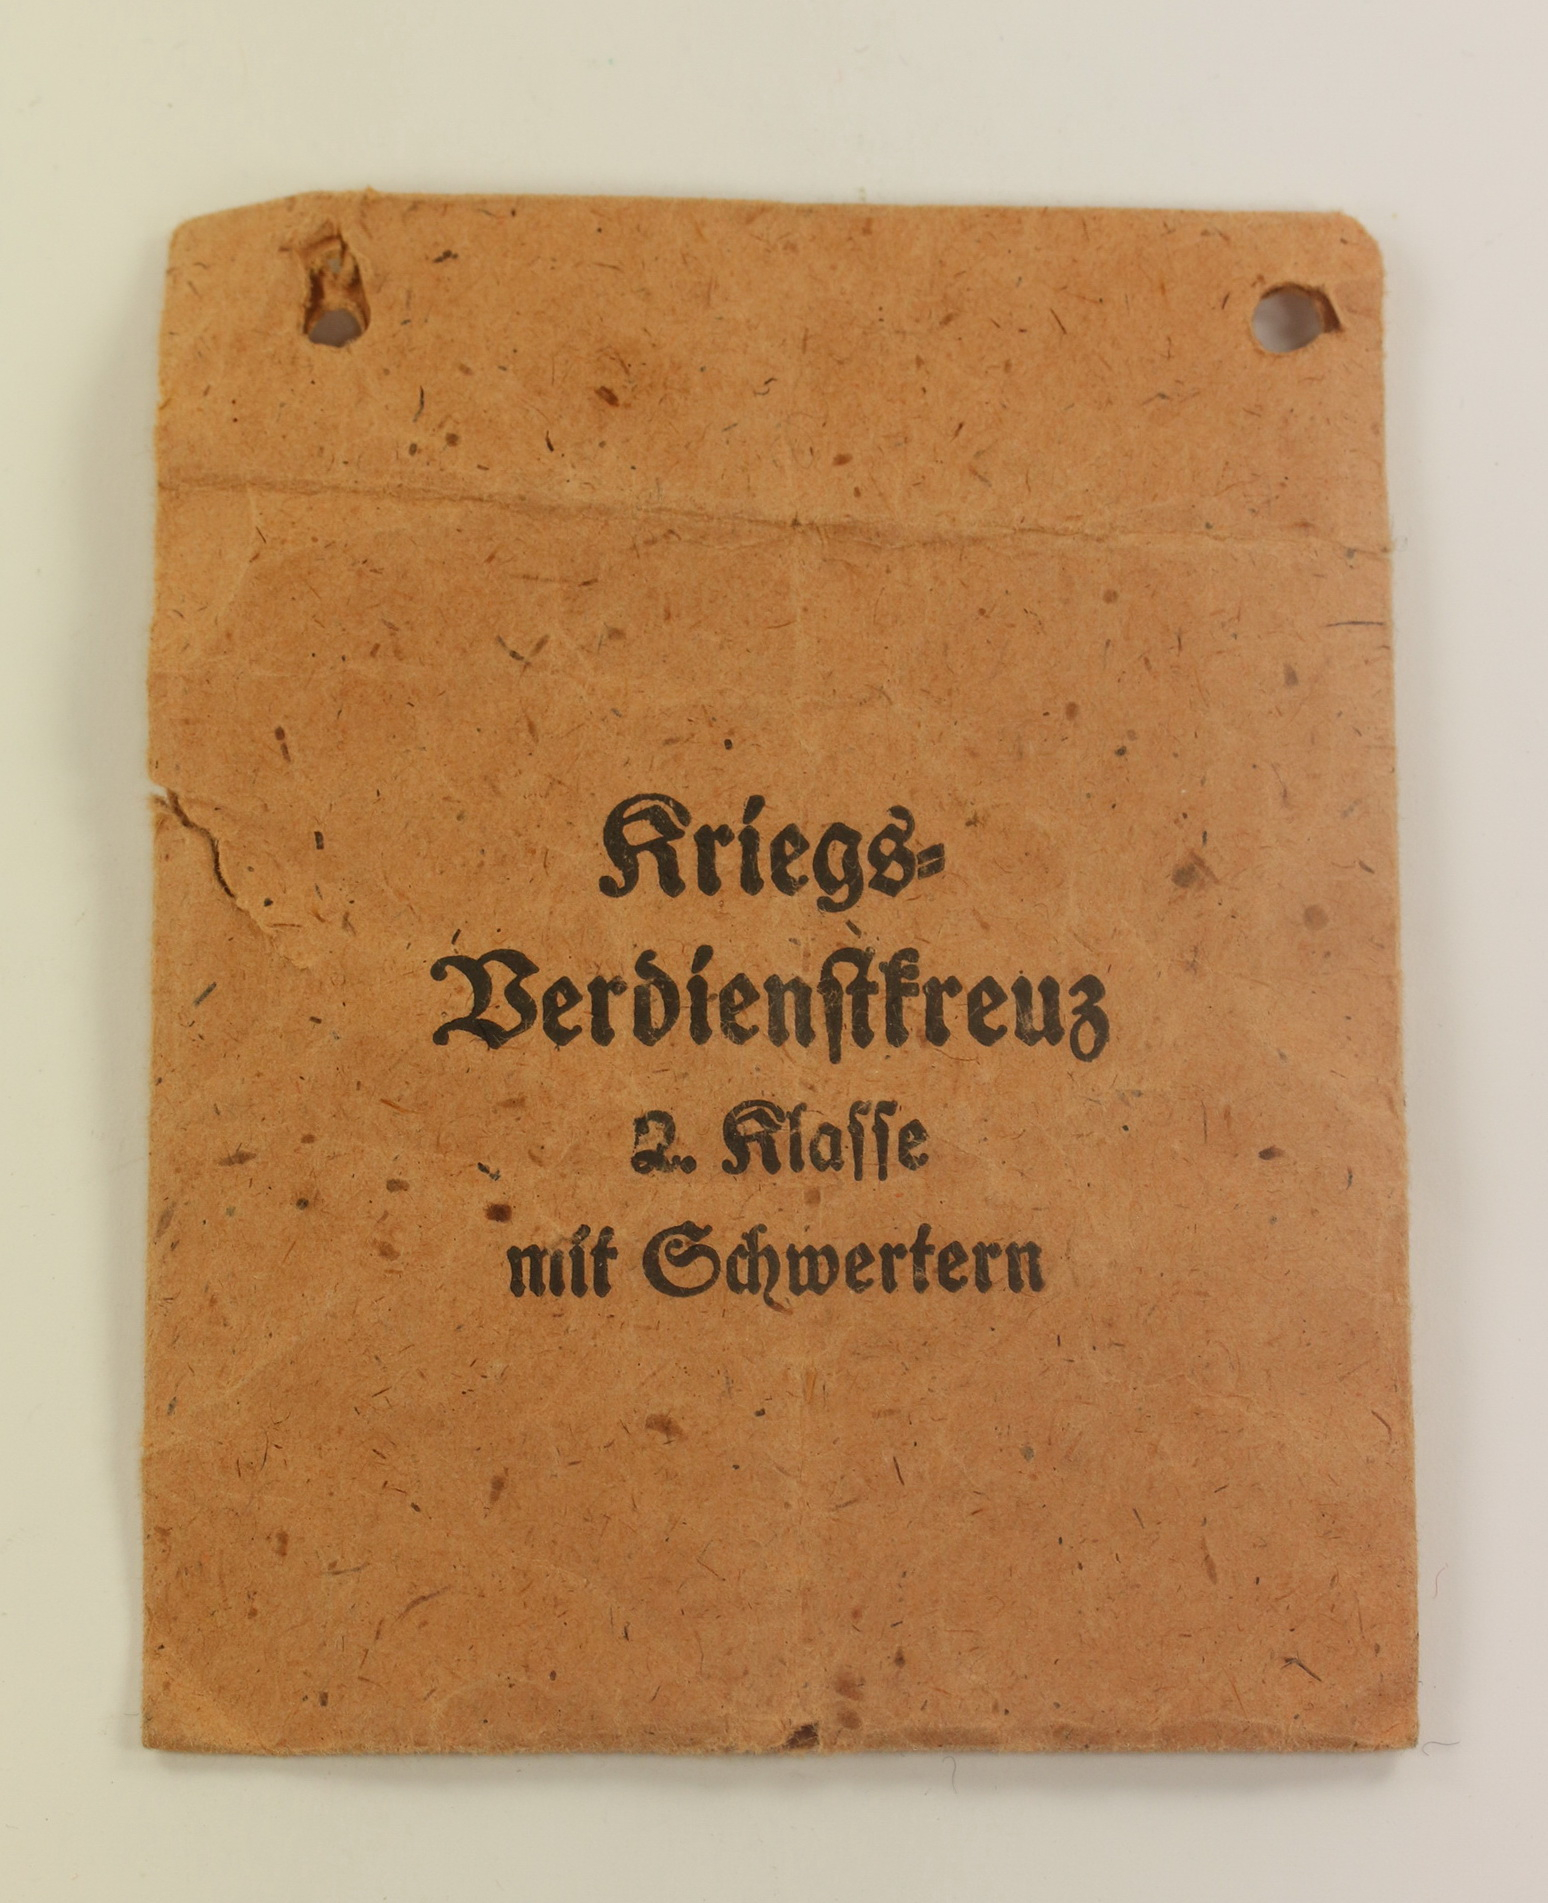 Kriegs-
Verdienstkreuz
2. Klasse
mit Schwertern